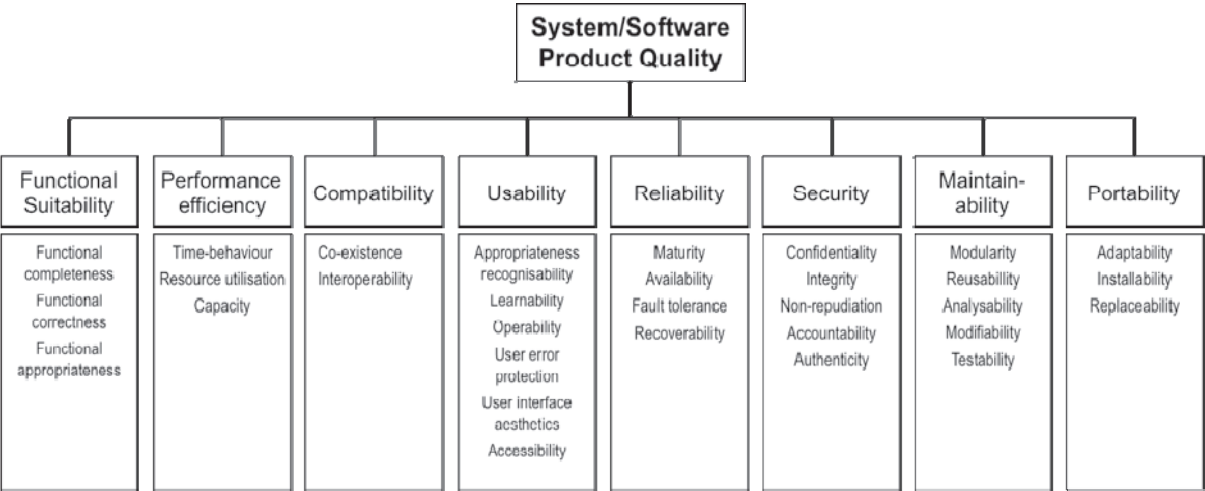 System/Software
Product Quality
Functional
Suitability
Performance
efficiency
Compatibility
Usability
Reliability
Security
Maintain-
ability
Portability
Functional
completeness
Functional
correctness
Functional
appropriateness
Time-behaviour
Resource utilisation
Capacity
Co-existence
Interoperability
Appropriateness
recognisability
Learnability
Operability
User error
protection
User interface
aesthetics
Accessibility
Maturity
Availability
Fault tolerance
Recoverability
Confidentiality
Integrity
Non-repudiation
Accountability
Authenticity
Modularity
Reusabillity
Analysability
Modifiability
Testability
Adaptability
Installability
Replaceability